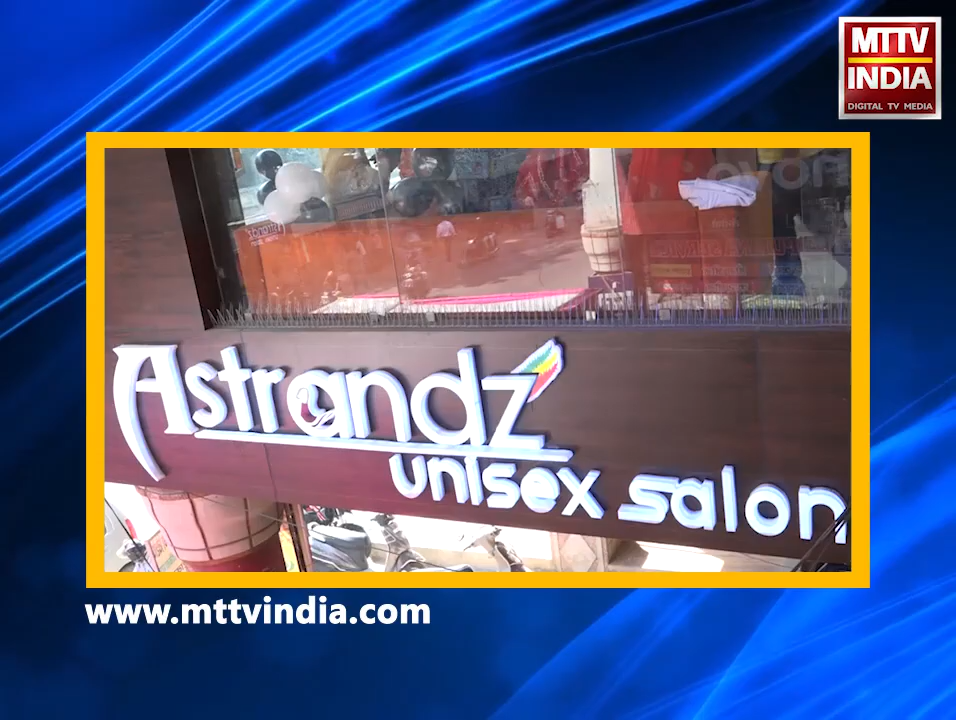 MTTV
INDIA
DIGITAL TV MEDIA
Astrandz
unisex salon
www.mttvindia.com